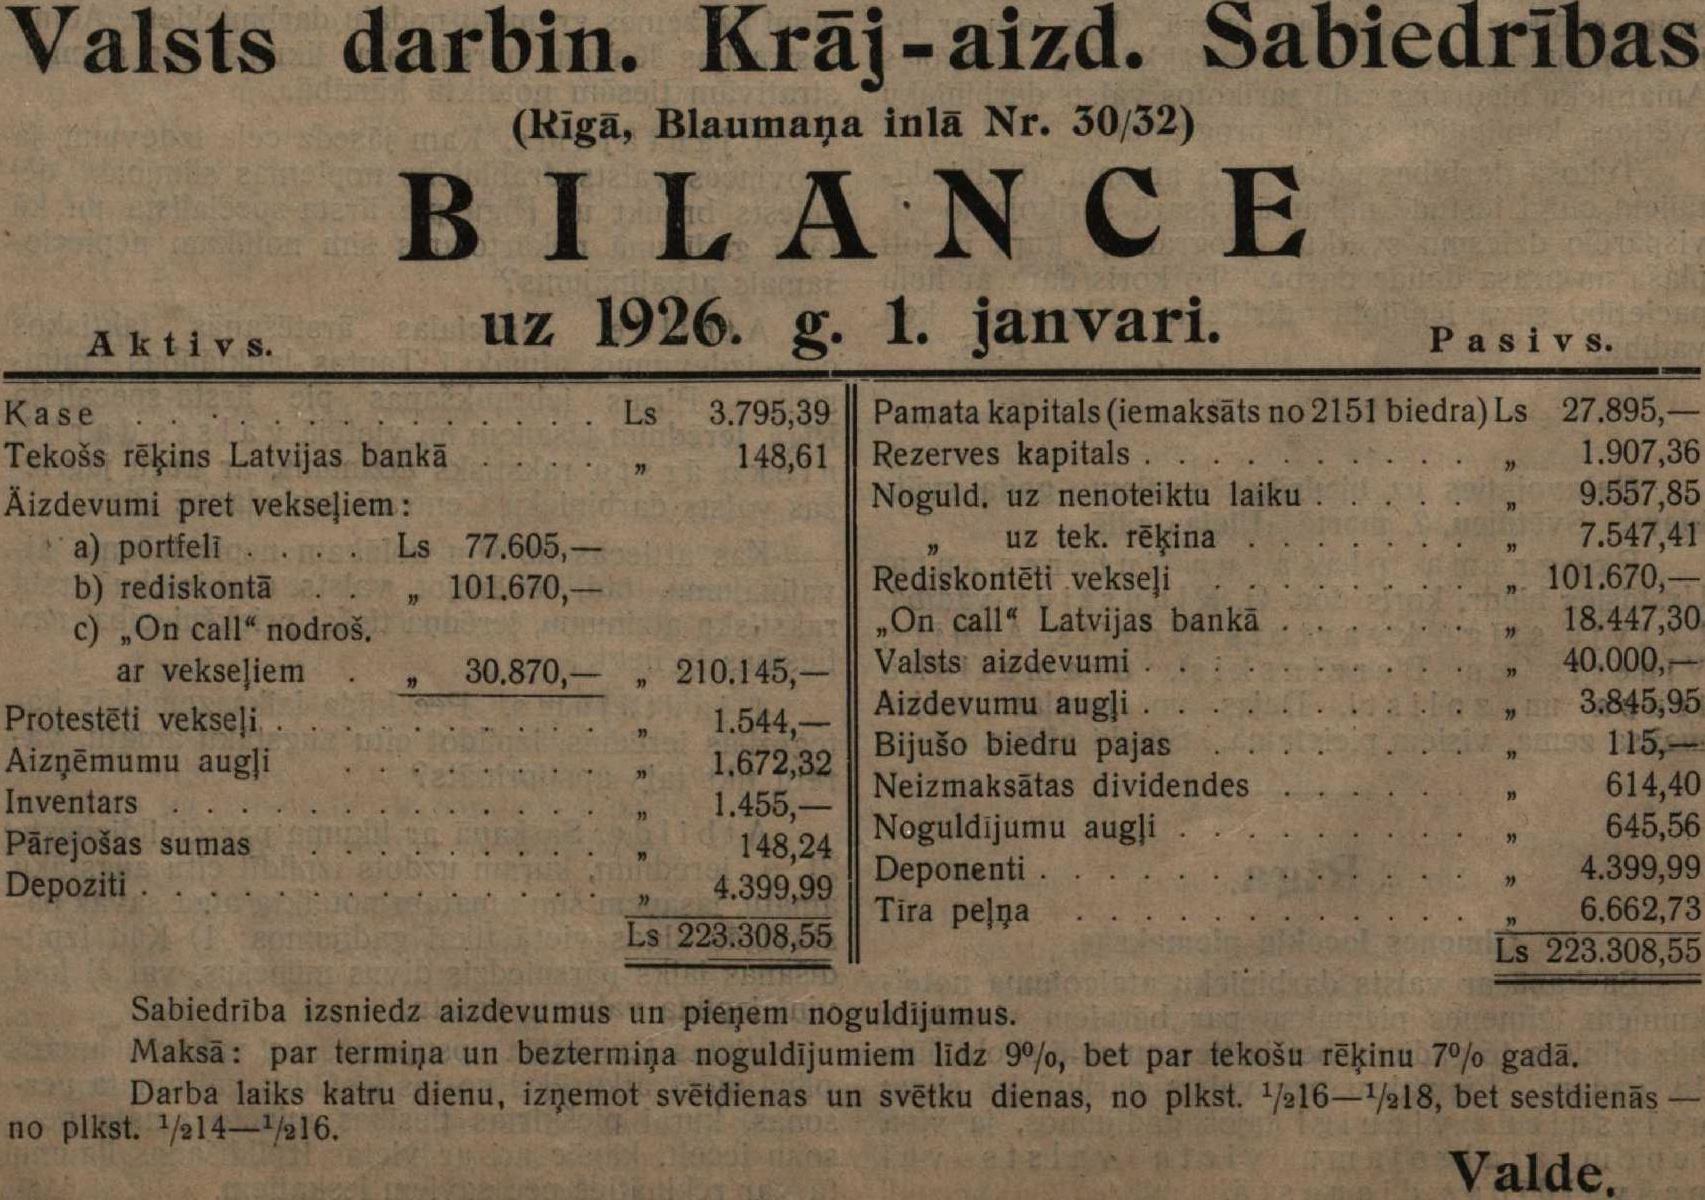 Valsts darbin. Krāj-aizd. Sabiedrības
(Rīgā, Blaumaņa inlā Nr. 30/32)
BILANCE
uz 1926. g. 1. janvari.
Aktivs.
Pasivs.
Kase . . . . . . . . . . . . Ls 3.795,39
Tekošs rēķins Latvijas bankā . . . . „ 148,61
Äizdevumi pret vekseļiem:
a) portfelī . . . . Ls 77.605,—
b) rediskontā . . „ 101.670,—
c) „On call“ nodroš.
ar vekseļiem . „ 30.870,— „ 210.145,—
Protestēti vekseļi . . . . . . . . . . „ 1.544,—
Aizņēmumu augļi . . . . . . . . „ 1.672,32
Inventars . . . . . . . . . . . . . „ 1.455,—
Pārejošas sumas . . . . . . . . . „ 148,24
Depoziti . . . . . . . . . . . . . . „ 4.399,99
Ls 223.308,55
Pamata kapitals (iemaksāts no 2151 biedra) Ls 27.895,—
Rezerves kapitals . . . . . . . . . . „ 1.907,36
Noguld. uz nenoteiktu laiku . . . . . „ 9.557,85
„ uz tek. rēķina . . . . . . . „ 7.547,41
Rediskontēti vekseļi . . . . . . . . „ 101.670,—
„On call“ Latvijas bankā . . . . . . „ 18.447,30
Valsts aizdevumi . . . . . . . . . . „ 40.000,—
Aizdevumu augļi . . . . . . . . . . „ 3.845,95
Bijušo biedru pajas . . . . . . . . „ 115,—
Neizmaksātas dividendes . . . . . . „ 614,40
Noguldījumu augļi . . . . . . . . . „ 645,56
Deponenti . . . . . . . . . . . . . „ 4.399,99
Tīra peļņa . . . . . . . . . . . . „ 6.662,73
Ls 223.308,55
Sabiedrība izsniedz aizdevumus un pieņem noguldījumus.
Maksā: par termiņa un beztermiņa noguldījumiem līdz 9%, bet par tekošu rēķinu 7% gadā.
Darba laiks katru dienu, izņemot svētdienas un svētku dienas, no plkst. ½16—½18, bet sestdienās —
no plkst. ½14—½16.
Valde.